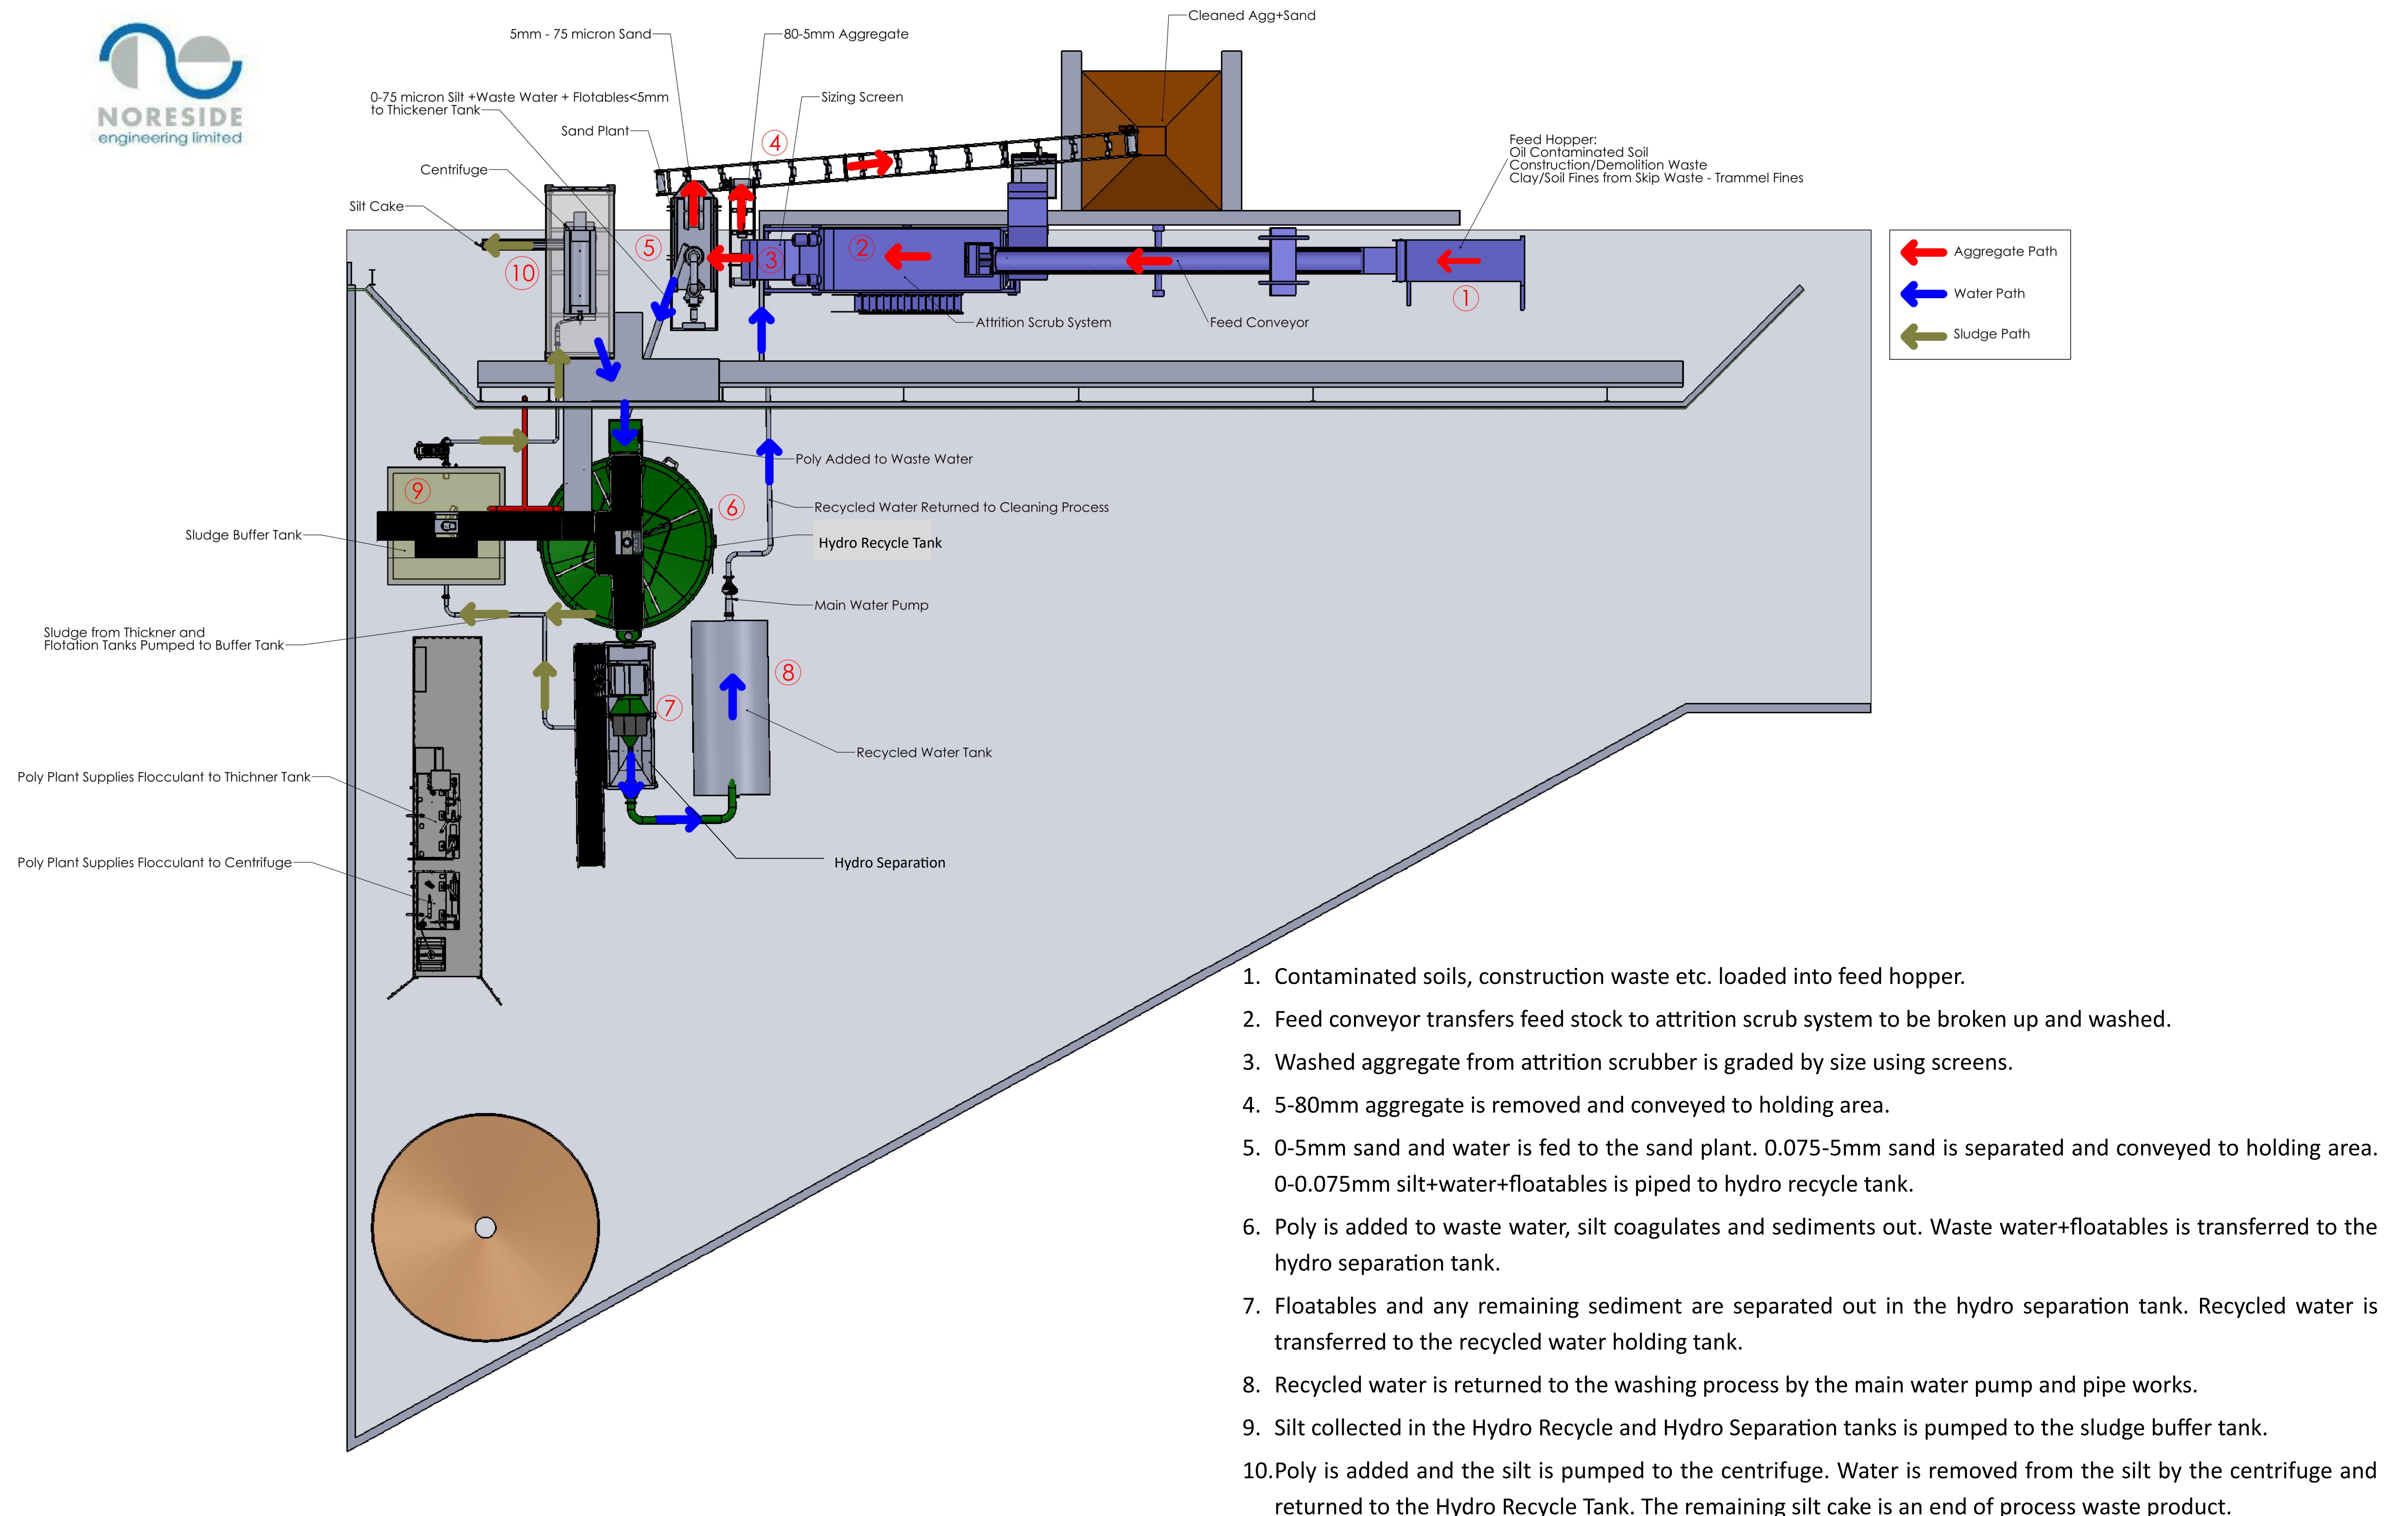 NORESIDE
engineering limited
Cleaned Agg+Sand
5mm - 75 micron Sand
80-5mm Aggregate
0-75 micron Silt +Waste Water + Flotables<5mm
to Thickener Tank
Sizing Screen
Sand Plant
4
Centrifuge
Silt Cake
Feed Hopper:
Oil Contaminated Soil
Construction/Demolition Waste
Clay/Soil Fines from Skip Waste - Trammel Fines
5
3
2
10
1
Attrition Scrub System
Feed Conveyor
Aggregate Path
Water Path
Sludge Path
Poly Added to Waste Water
9
6
Recycled Water Returned to Cleaning Process
Sludge Buffer Tank
Hydro Recycle Tank
Main Water Pump
Sludge from Thickner and
Flotation Tanks Pumped to Buffer Tank
8
7
Recycled Water Tank
Poly Plant Supplies Flocculant to Thichner Tank
Poly Plant Supplies Flocculant to Centrifuge
Hydro Separation
1. Contaminated soils, construction waste etc. loaded into feed hopper.
2. Feed conveyor transfers feed stock to attrition scrub system to be broken up and washed.
3. Washed aggregate from attrition scrubber is graded by size using screens.
4. 5-80mm aggregate is removed and conveyed to holding area.
5. 0-5mm sand and water is fed to the sand plant. 0.075-5mm sand is separated and conveyed to holding area.
0-0.075mm silt+water+floatables is piped to hydro recycle tank.
6. Poly is added to waste water, silt coagulates and sediments out. Waste water+floatables is transferred to the
hydro separation tank.
7. Floatables and any remaining sediment are separated out in the hydro separation tank. Recycled water is
transferred to the recycled water holding tank.
8. Recycled water is returned to the washing process by the main water pump and pipe works.
9. Silt collected in the Hydro Recycle and Hydro Separation tanks is pumped to the sludge buffer tank.
10.Poly is added and the silt is pumped to the centrifuge. Water is removed from the silt by the centrifuge and
returned to the Hydro Recycle Tank. The remaining silt cake is an end of process waste product.